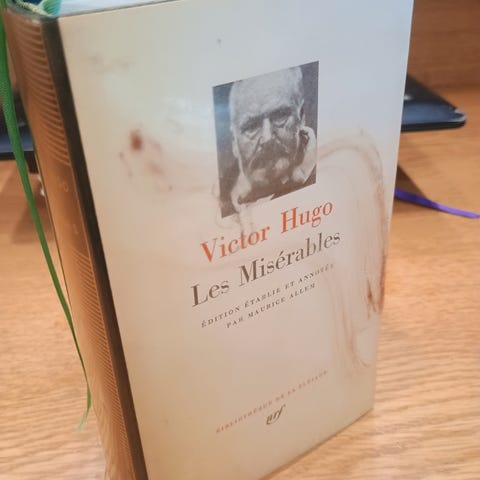 Victor Hugo
Les Misérables
ÉDITION ÉTABLIE ET ANNOTÉE
PAR MAURICE ALLEM
BIBLIOTHÈQUE DE LA PLÉIADE
nrf